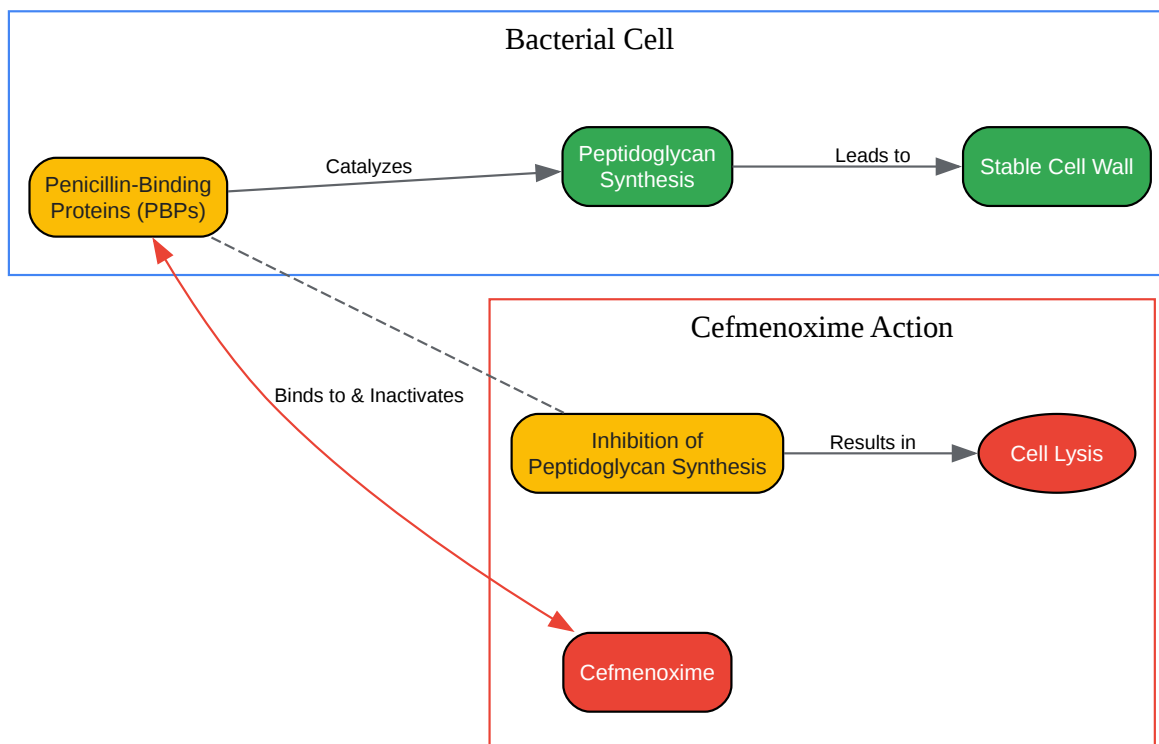 Bacterial Cell
Penicillin-Binding
Proteins (PBPs)
Catalyzes
Peptidoglycan
Synthesis
Leads to
Stable Cell Wall
Cefmenoxime Action
Binds to & Inactivates
Inhibition of
Peptidoglycan Synthesis
Results in
Cell Lysis
Cefmenoxime